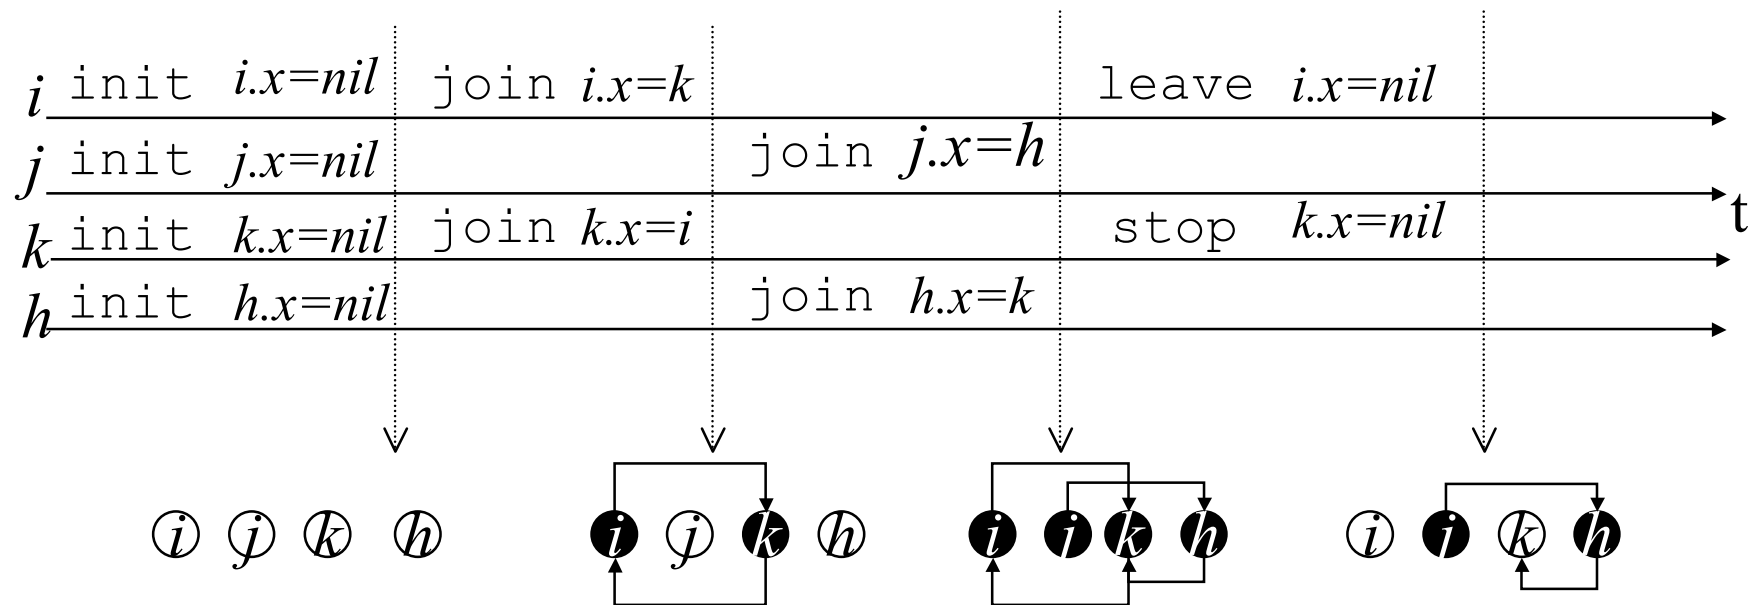 i init i.x=nil join i.x=k leave i.x=nil
j init j.x=nil join j.x=h
t
k init k.x=nil join k.x=i stop k.x=nil
h init h.x=nil join h.x=k
i j k h i j k h i j k h i j k h